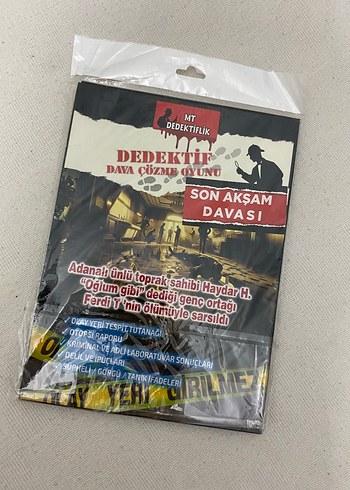 MT
DEDEKTİFLİK
DEDEKTİF
DAVA ÇÖZME OYUNU
SON AKŞAM
DAVASI
Adanalı ünlü toprak sahibi Haydar H.
"Oğlum gibi" dediği genç ortağı
Ferdi T 'nin ölümüyle sarsıldı
✓ OLAY YERİ TESPİT TUTANAĞI
✓ OTOPSİ RAPORU
✓ KRİMİNAL VE ADLİ LABORATUVAR SONUÇLARI
✓ DELİL VE İPUÇLARI
✓ ŞÜPHELİ / GÖRGÜ / TANIK İFADELERİ
OLAY YERİ GİRİLMEZ